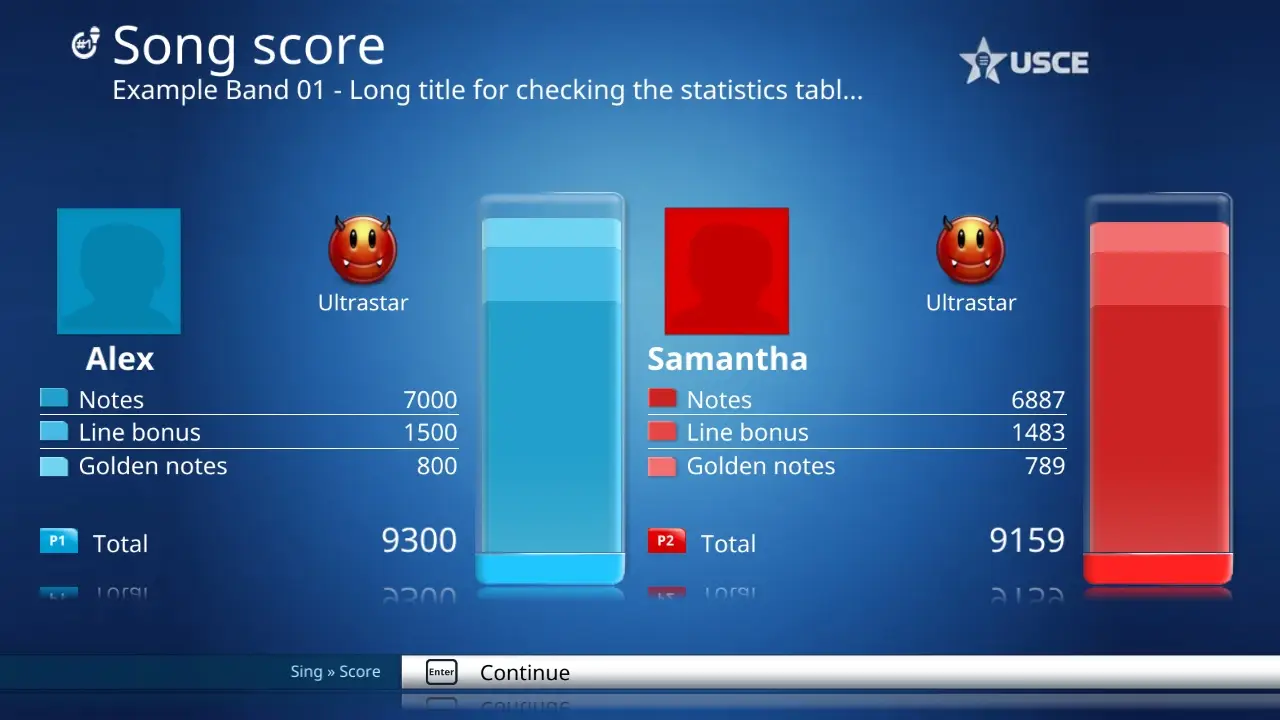 #1
Song score
USCE
Example Band 01 - Long title for checking the statistics tabl...
Ultrastar
Alex
Notes 7000
Line bonus 1500
Golden notes 800
P1 Total 9300
Ultrastar
Samantha
Notes 6887
Line bonus 1483
Golden notes 789
P2 Total 9159
Sing » Score
Enter Continue